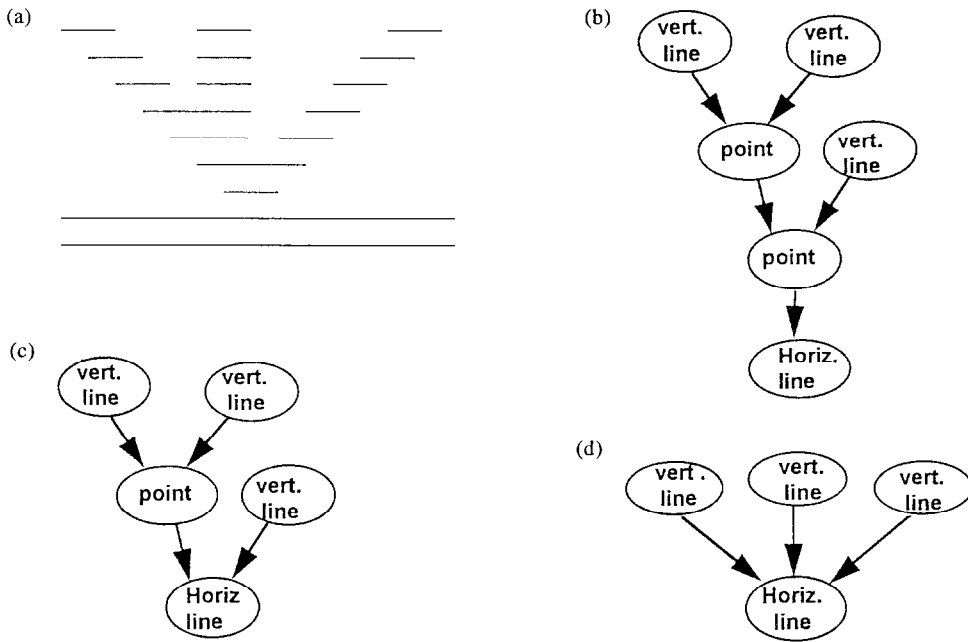 (a)
(b)
vert.
line
vert.
line
point
vert.
line
point
Horiz.
line
(c)
vert.
line
vert.
line
point
vert.
line
Horiz
line
(d)
vert .
line
vert.
line
vert.
line
Horiz.
line